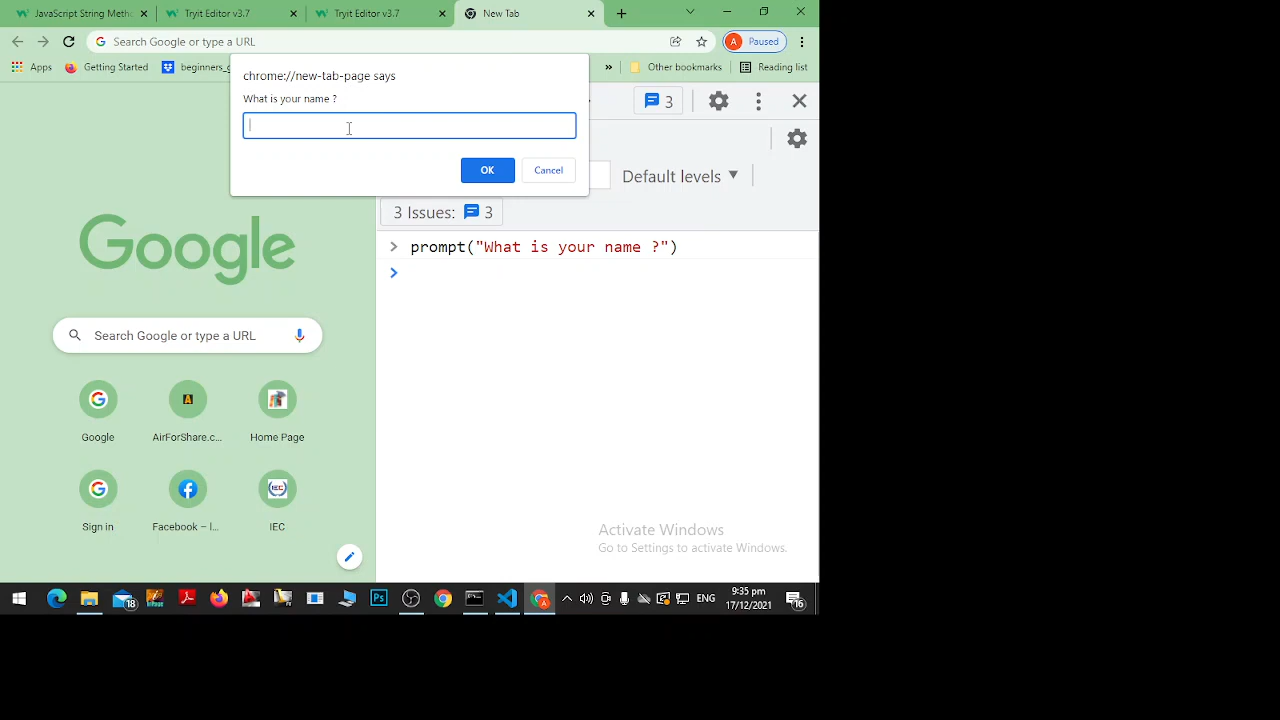 JavaScript String Meth
Tryit Editor v3.7
Tryit Editor v3.7
New Tab
Search Google or type a URL
A
Paused
Apps
Getting Started
beginners_g
»
Other bookmarks
Reading list
chrome://new-tab-page says
What is your name ?
OK
Cancel
3
Default levels
3 Issues:
3
prompt("What is your name ?")
Google
Search Google or type a URL
Google
AirForShare.c...
Home Page
Sign in
Facebook – l...
IEC
Activate Windows
Go to Settings to activate Windows.
18
Ps
ENG
9:35 pm
17/12/2021
16